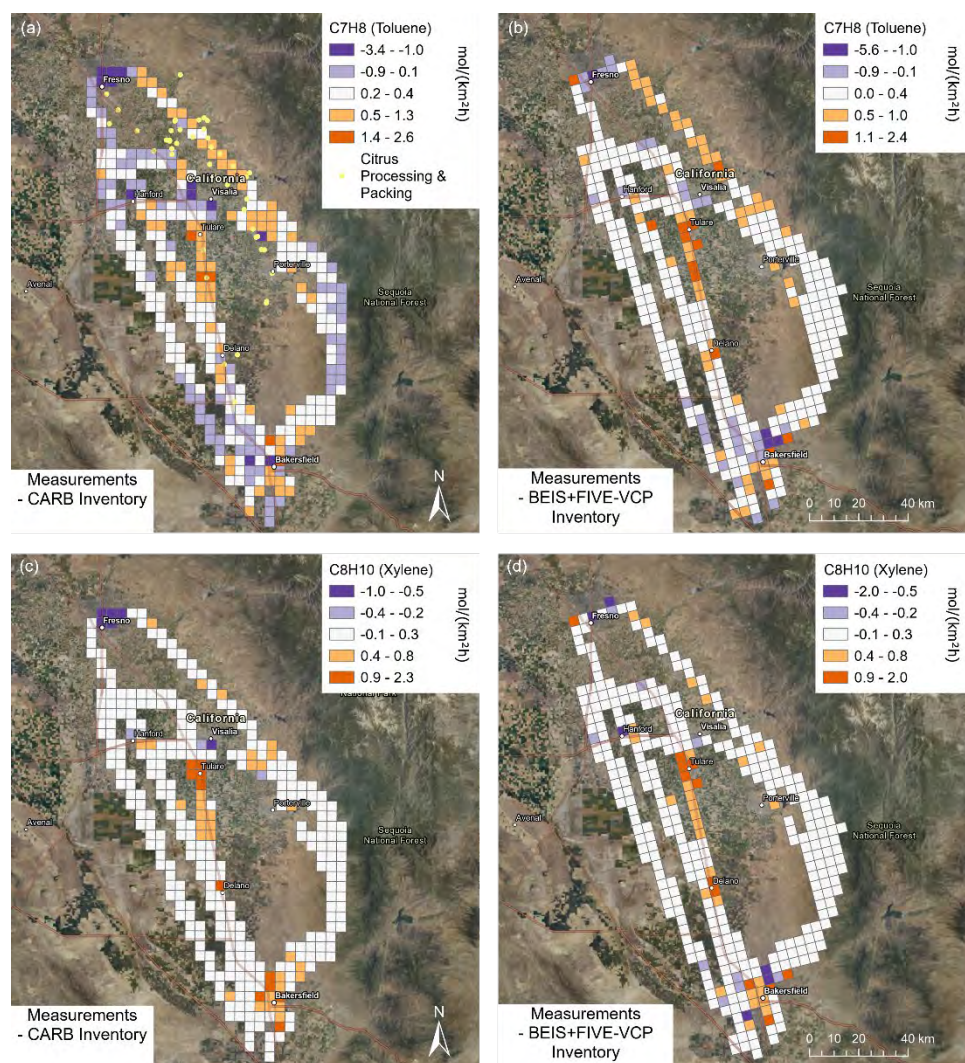 (a)
C7H8 (Toluene)
-3.4 - -1.0
-0.9 - 0.1
0.2 - 0.4
0.5 - 1.3
1.4 - 2.6
mol/(km²h)
Citrus
Processing &
Packing
Fresno
California
Visalia
Hanford
Tulare
Avenal
Porterville
Sequoia
National Forest
Delano
Bakersfield
Measurements
- CARB Inventory
N
(b)
C7H8 (Toluene)
-5.6 - -1.0
-0.9 - -0.1
0.0 - 0.4
0.5 - 1.0
1.1 - 2.4
mol/(km²h)
Fresno
California
Visalia
Hanford
Tulare
Avenal
Porterville
Sequoia
National Forest
Delano
Bakersfield
Measurements
- BEIS+FIVE-VCP
Inventory
0 10 20 40 km
(c)
C8H10 (Xylene)
-1.0 - -0.5
-0.4 - -0.2
-0.1 - 0.3
0.4 - 0.8
0.9 - 2.3
mol/(km²h)
Fresno
National Park
California
Visalia
Hanford
Tulare
Avenal
Porterville
Sequoia
National Forest
Delano
Bakersfield
Measurements
- CARB Inventory
N
(d)
C8H10 (Xylene)
-2.0 - -0.5
-0.4 - -0.2
-0.1 - 0.3
0.4 - 0.8
0.9 - 2.0
mol/(km²h)
Fresno
California
Visalia
Hanford
Tulare
Avenal
Porterville
Sequoia
National Forest
Delano
Bakersfield
Measurements
- BEIS+FIVE-VCP
Inventory
0 10 20 40 km